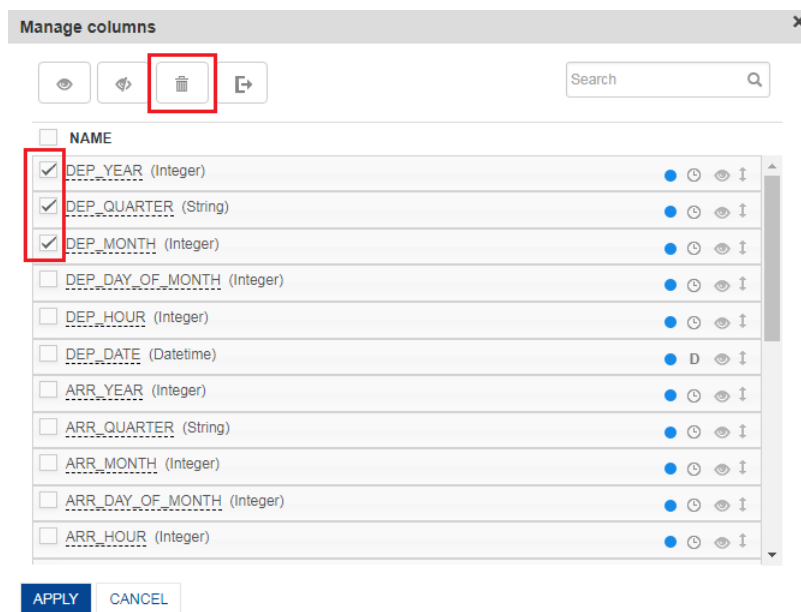 Manage columns
Search
NAME
DEP_YEAR (Integer)
DEP_QUARTER (String)
DEP_MONTH (Integer)
DEP_DAY_OF_MONTH (Integer)
DEP_HOUR (Integer)
DEP_DATE (Datetime) D
ARR_YEAR (Integer)
ARR_QUARTER (String)
ARR_MONTH (Integer)
ARR_DAY_OF_MONTH (Integer)
ARR_HOUR (Integer)
APPLY CANCEL